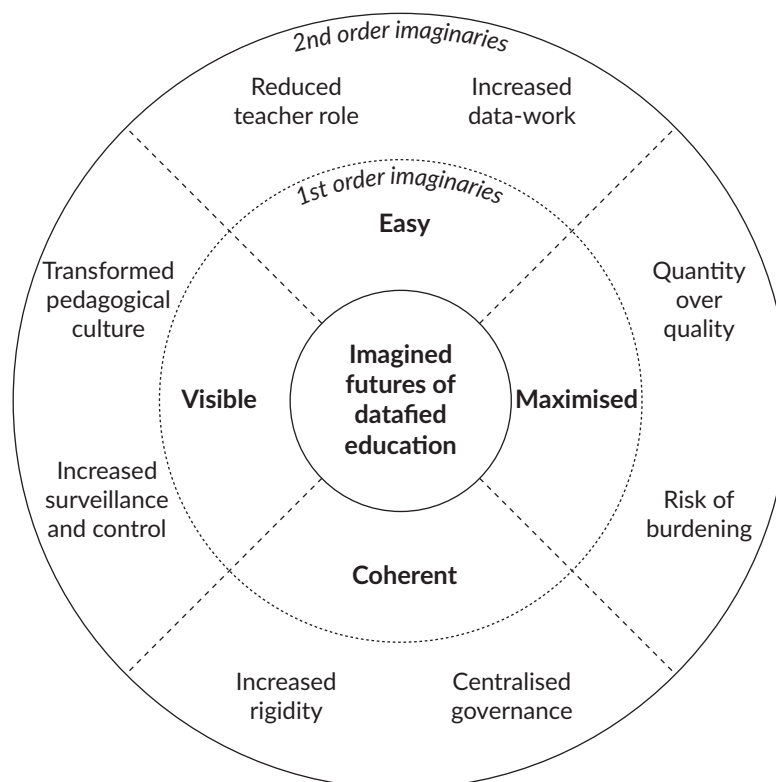 2nd order imaginaries
Reduced
teacher role
Increased
data-work
1st order imaginaries
Easy
Transformed
pedagogical
culture
Quantity
over
quality
Visible
Imagined
futures of
datafied
education
Maximised
Increased
surveillance
and control
Risk of
burdening
Coherent
Increased
rigidity
Centralised
governance